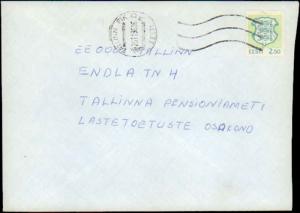 EESTI
2.50
EE0001 TALLINN
ENDLA TN 4
TALLINNA PENSIONIAMETI
LASTETOETUSTE OSAKOND